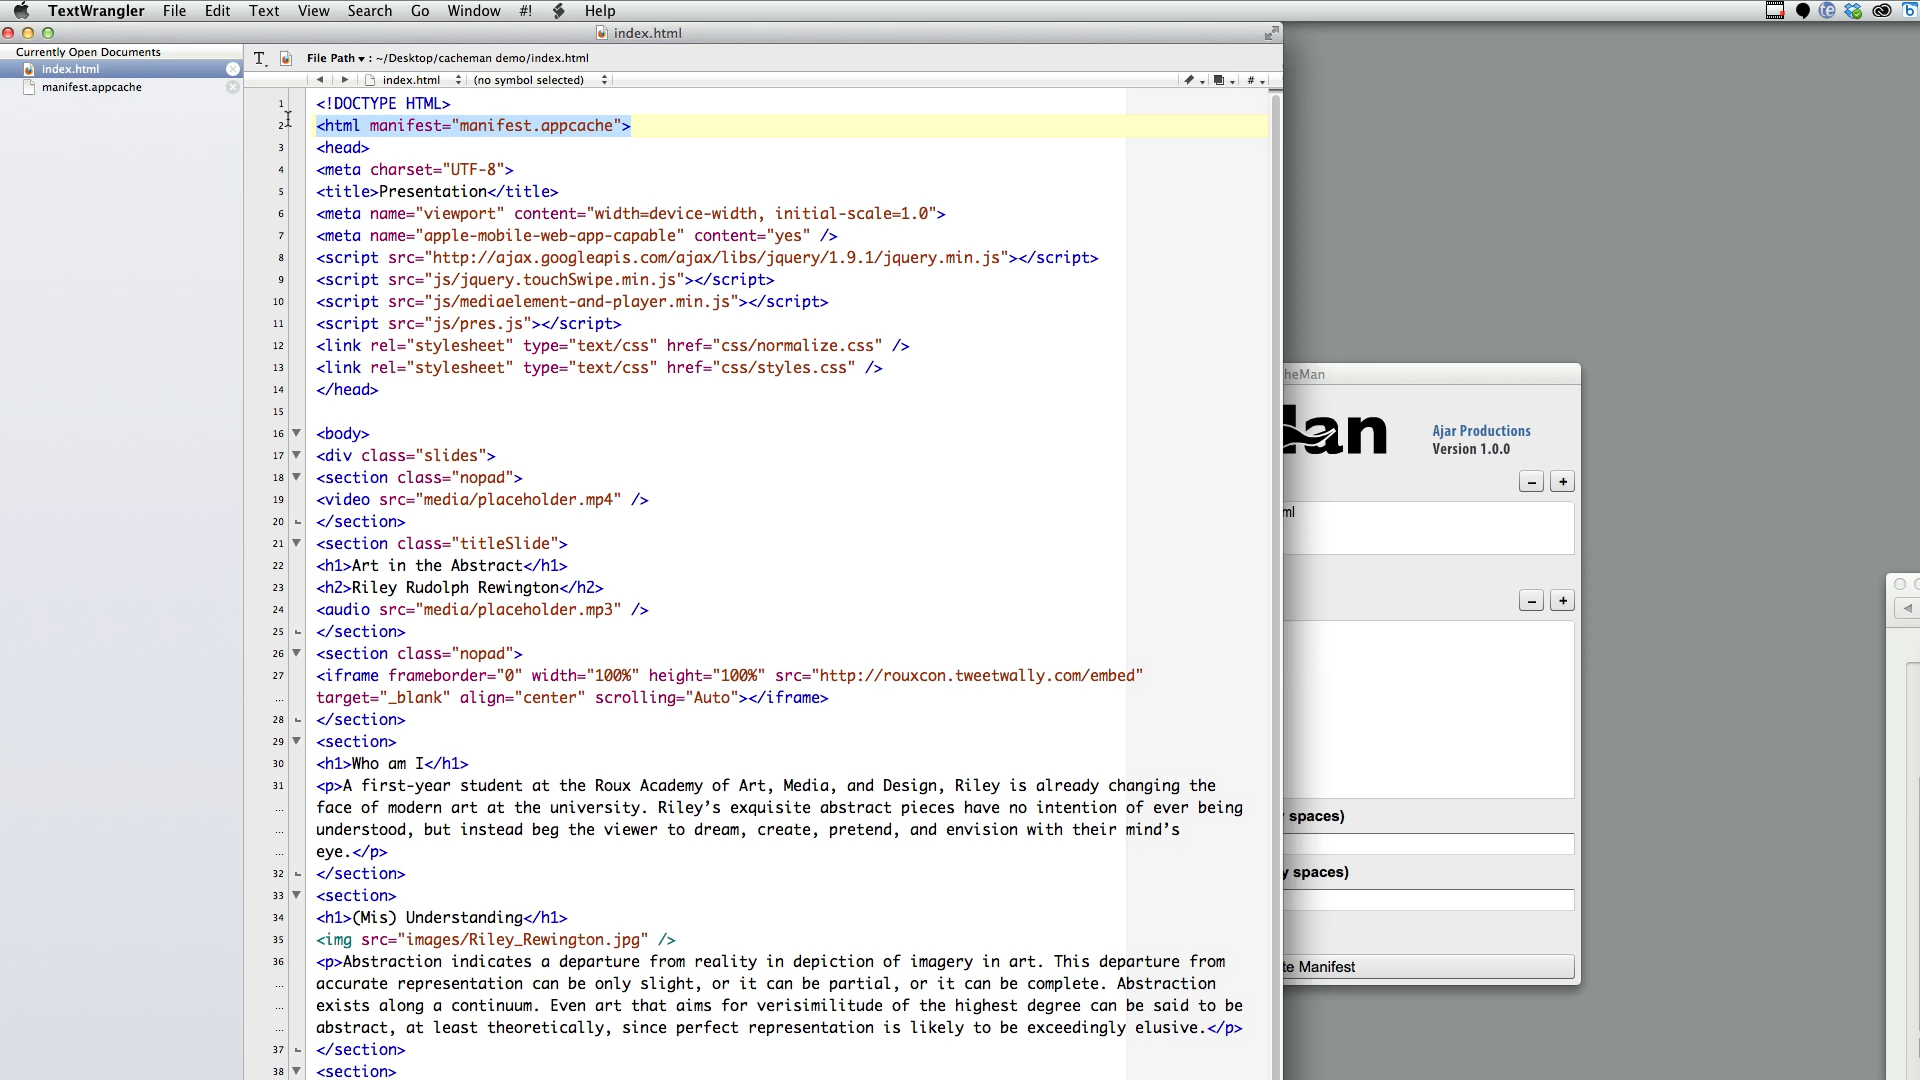 TextWrangler File Edit Text View Search Go Window #! Help
index.html
Currently Open Documents
index.html
manifest.appcache
File Path ▾ : ~/Desktop/cacheman demo/index.html
index.html (no symbol selected) #
1 <!DOCTYPE HTML>
2 <html manifest="manifest.appcache">
3 <head>
4 <meta charset="UTF-8">
5 <title>Presentation</title>
6 <meta name="viewport" content="width=device-width, initial-scale=1.0">
7 <meta name="apple-mobile-web-app-capable" content="yes" />
8 <script src="http://ajax.googleapis.com/ajax/libs/jquery/1.9.1/jquery.min.js"></script>
9 <script src="js/jquery.touchSwipe.min.js"></script>
10 <script src="js/mediaelement-and-player.min.js"></script>
11 <script src="js/pres.js"></script>
12 <link rel="stylesheet" type="text/css" href="css/normalize.css" />
13 <link rel="stylesheet" type="text/css" href="css/styles.css" />
14 </head>
15
16 <body>
17 <div class="slides">
18 <section class="nopad">
19 <video src="media/placeholder.mp4" />
20 </section>
21 <section class="titleSlide">
22 <h1>Art in the Abstract</h1>
23 <h2>Riley Rudolph Rewington</h2>
24 <audio src="media/placeholder.mp3" />
25 </section>
26 <section class="nopad">
27 <iframe frameborder="0" width="100%" height="100%" src="http://rouxcon.tweetwally.com/embed"
... target="_blank" align="center" scrolling="Auto"></iframe>
28 </section>
29 <section>
30 <h1>Who am I</h1>
31 <p>A first-year student at the Roux Academy of Art, Media, and Design, Riley is already changing the
... face of modern art at the university. Riley’s exquisite abstract pieces have no intention of ever being
... understood, but instead beg the viewer to dream, create, pretend, and envision with their mind’s
... eye.</p>
32 </section>
33 <section>
34 <h1>(Mis) Understanding</h1>
35 <img src="images/Riley_Rewington.jpg" />
36 <p>Abstraction indicates a departure from reality in depiction of imagery in art. This departure from
... accurate representation can be only slight, or it can be partial, or it can be complete. Abstraction
... exists along a continuum. Even art that aims for verisimilitude of the highest degree can be said to be
... abstract, at least theoretically, since perfect representation is likely to be exceedingly elusive.</p>
37 </section>
38 <section>
heMan
an
Ajar Productions
Version 1.0.0
– +
ml
– +
spaces)
y spaces)
te Manifest